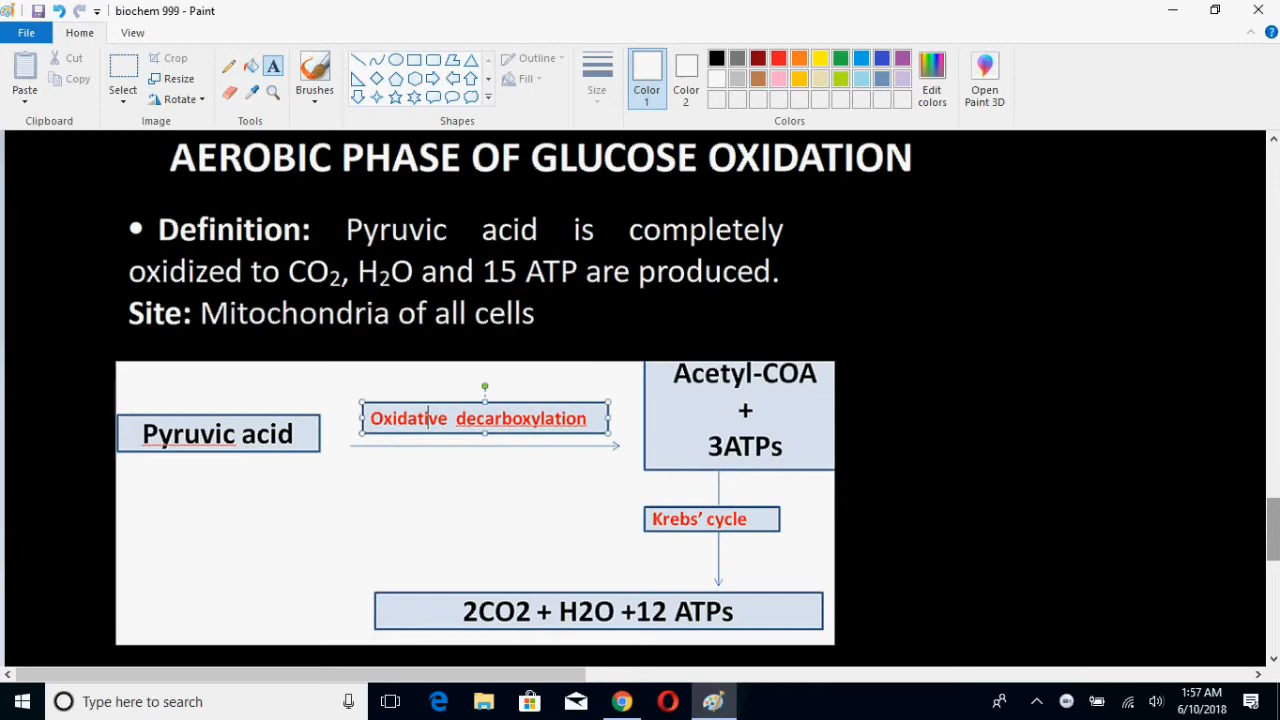 biochem 999 - Paint
File
Home
View
Paste
Cut
Copy
Clipboard
Select
Crop
Resize
Rotate
Image
A
Tools
Brushes
Outline
Fill
Shapes
Size
Color 1
Color 2
Edit colors
Colors
Open Paint 3D
AEROBIC PHASE OF GLUCOSE OXIDATION
• Definition: Pyruvic acid is completely
oxidized to CO₂, H₂O and 15 ATP are produced.
Site: Mitochondria of all cells
Pyruvic acid
Oxidative decarboxylation
Acetyl-COA
+
3ATPs
Krebs’ cycle
2CO2 + H2O +12 ATPs
Type here to search
1:57 AM
6/10/2018